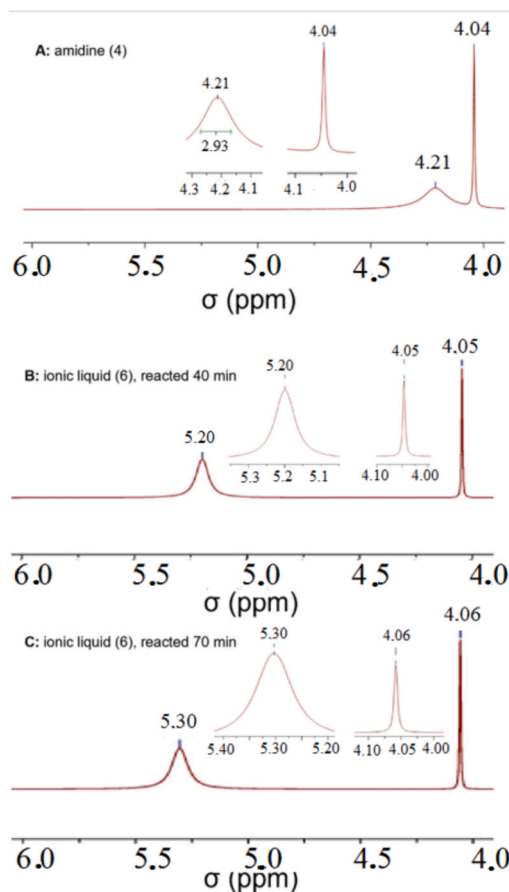 A: amidine (4)
4.04
4.04
4.21
2.93
4.21
4.3 4.2 4.1
4.1 4.0
6.0 5.5 5.0 4.5 4.0
σ (ppm)
B: ionic liquid (6), reacted 40 min
4.05
5.20
4.05
5.20
5.3 5.2 5.1
4.10 4.00
6.0 5.5 5.0 4.5 4.0
σ (ppm)
C: ionic liquid (6), reacted 70 min
4.06
5.30
4.06
5.30
5.40 5.30 5.20
4.10 4.05 4.00
6.0 5.5 5.0 4.5 4.0
σ (ppm)